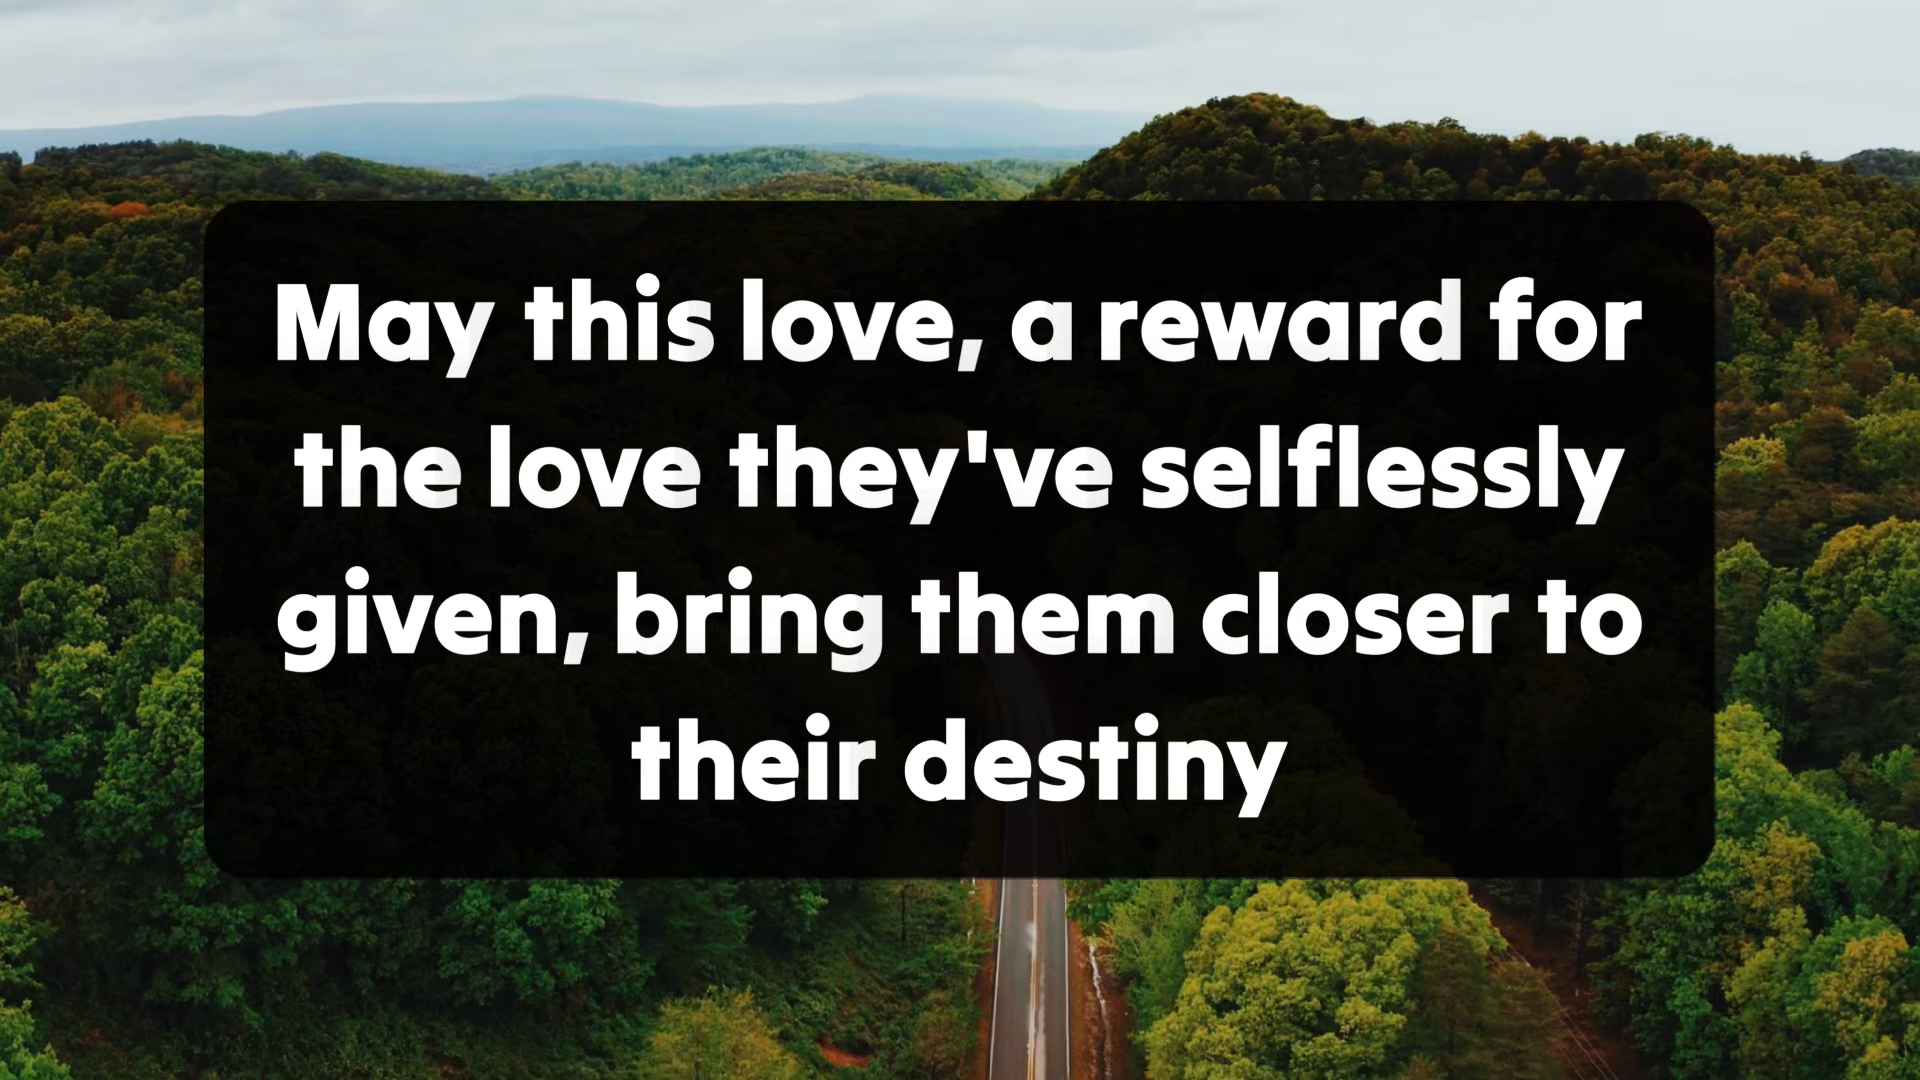 May this love, a reward for
the love they've selflessly
given, bring them closer to
their destiny